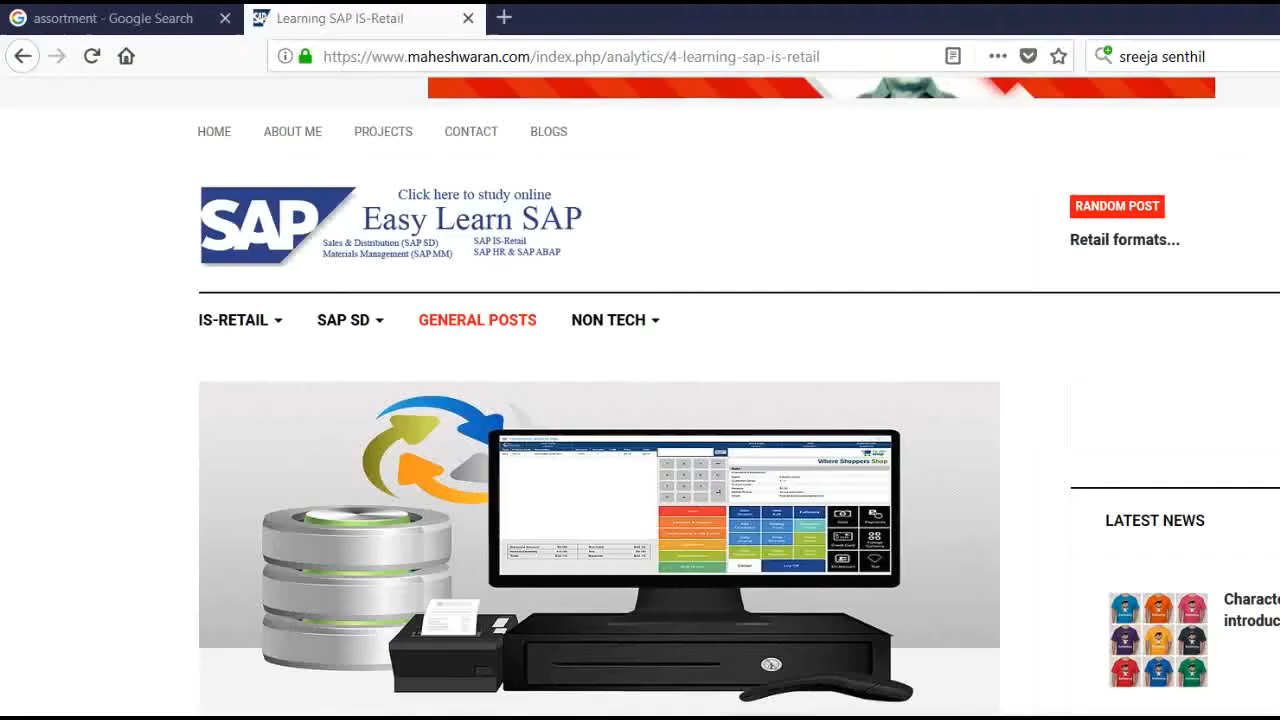 assortment - Google Search
Learning SAP IS-Retail
https://www.maheshwaran.com/index.php/analytics/4-learning-sap-is-retail
sreeja senthil
HOME ABOUT ME PROJECTS CONTACT BLOGS
SAP
Click here to study online
Easy Learn SAP
Sales & Distribution (SAP SD) SAP IS-Retail
Materials Management (SAP MM) SAP HR & SAP ABAP
RANDOM POST
Retail formats...
IS-RETAIL SAP SD GENERAL POSTS NON TECH
Where Shoppers Shop
LATEST NEWS
Characte
introduc